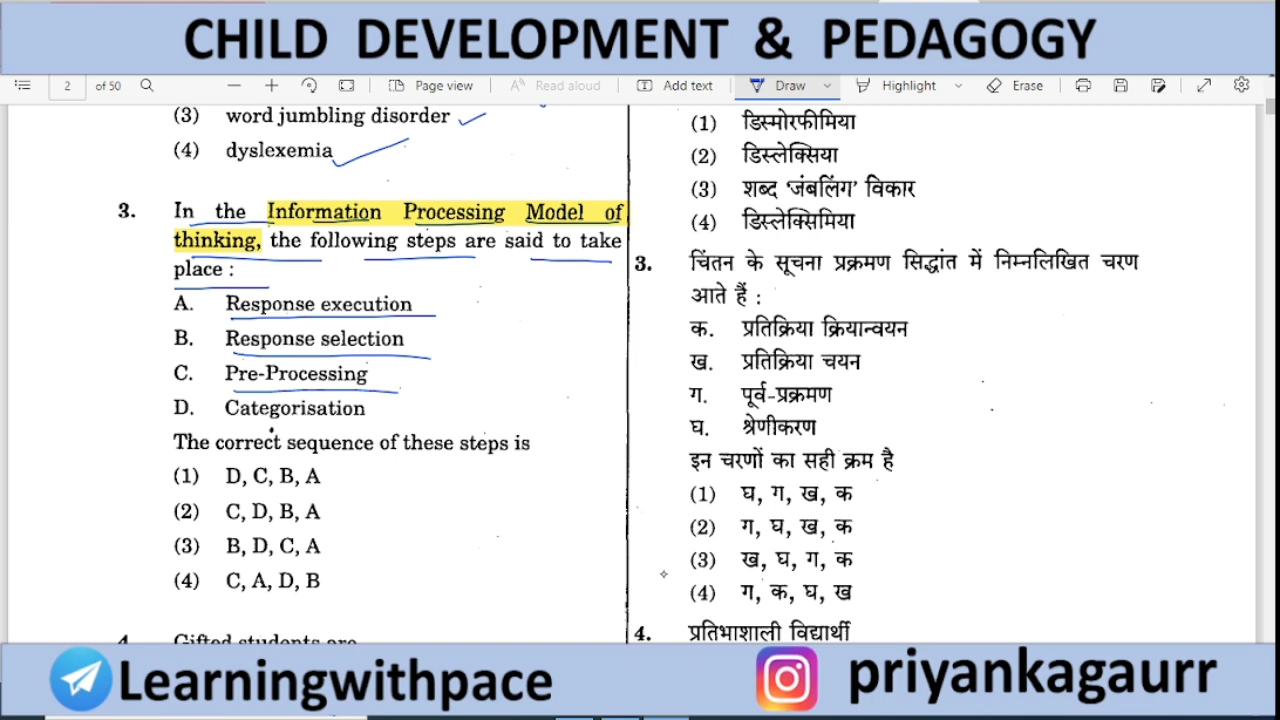 CHILD DEVELOPMENT & PEDAGOGY
2 of 50 Page view Read aloud Add text Draw Highlight Erase
(3) word jumbling disorder
(4) dyslexemia
3. In the Information Processing Model of
thinking, the following steps are said to take
place :
A. Response execution
B. Response selection
C. Pre-Processing
D. Categorisation
The correct sequence of these steps is
(1) D, C, B, A
(2) C, D, B, A
(3) B, D, C, A
(4) C, A, D, B
4. Gifted students are
(1) डिस्मोरफीमिया
(2) डिस्लेक्सिया
(3) शब्द ‘जंबलिंग’ विकार
(4) डिस्लेक्सिमिया
3. चिंतन के सूचना प्रक्रमण सिद्धांत में निम्नलिखित चरण
आते हैं :
क. प्रतिक्रिया क्रियान्वयन
ख. प्रतिक्रिया चयन
ग. पूर्व-प्रक्रमण
घ. श्रेणीकरण
इन चरणों का सही क्रम है
(1) घ, ग, ख, क
(2) ग, घ, ख, क
(3) ख, घ, ग, क
(4) ग, क, घ, ख
4. प्रतिभाशाली विद्यार्थी
Learningwithpace
priyankagaurr